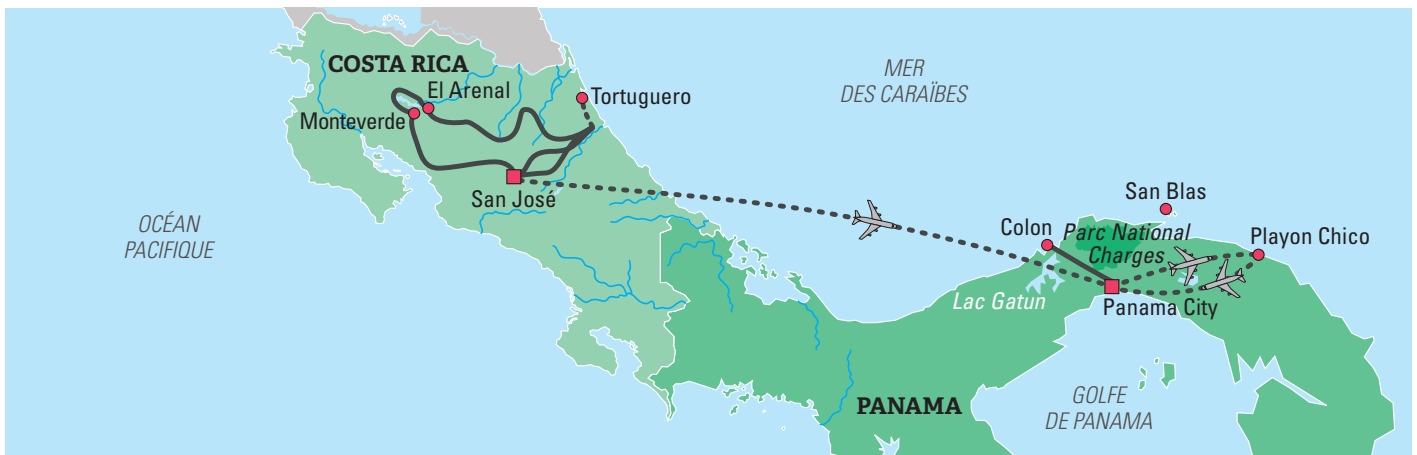 COSTA RICA
El Arenal
Monteverde
Tortuguero
San José
MER
DES CARAÏBES
OCÉAN
PACIFIQUE
San Blas
Colon
Parc National
Charges
Playon Chico
Lac Gatun
Panama City
PANAMA
GOLFE
DE PANAMA